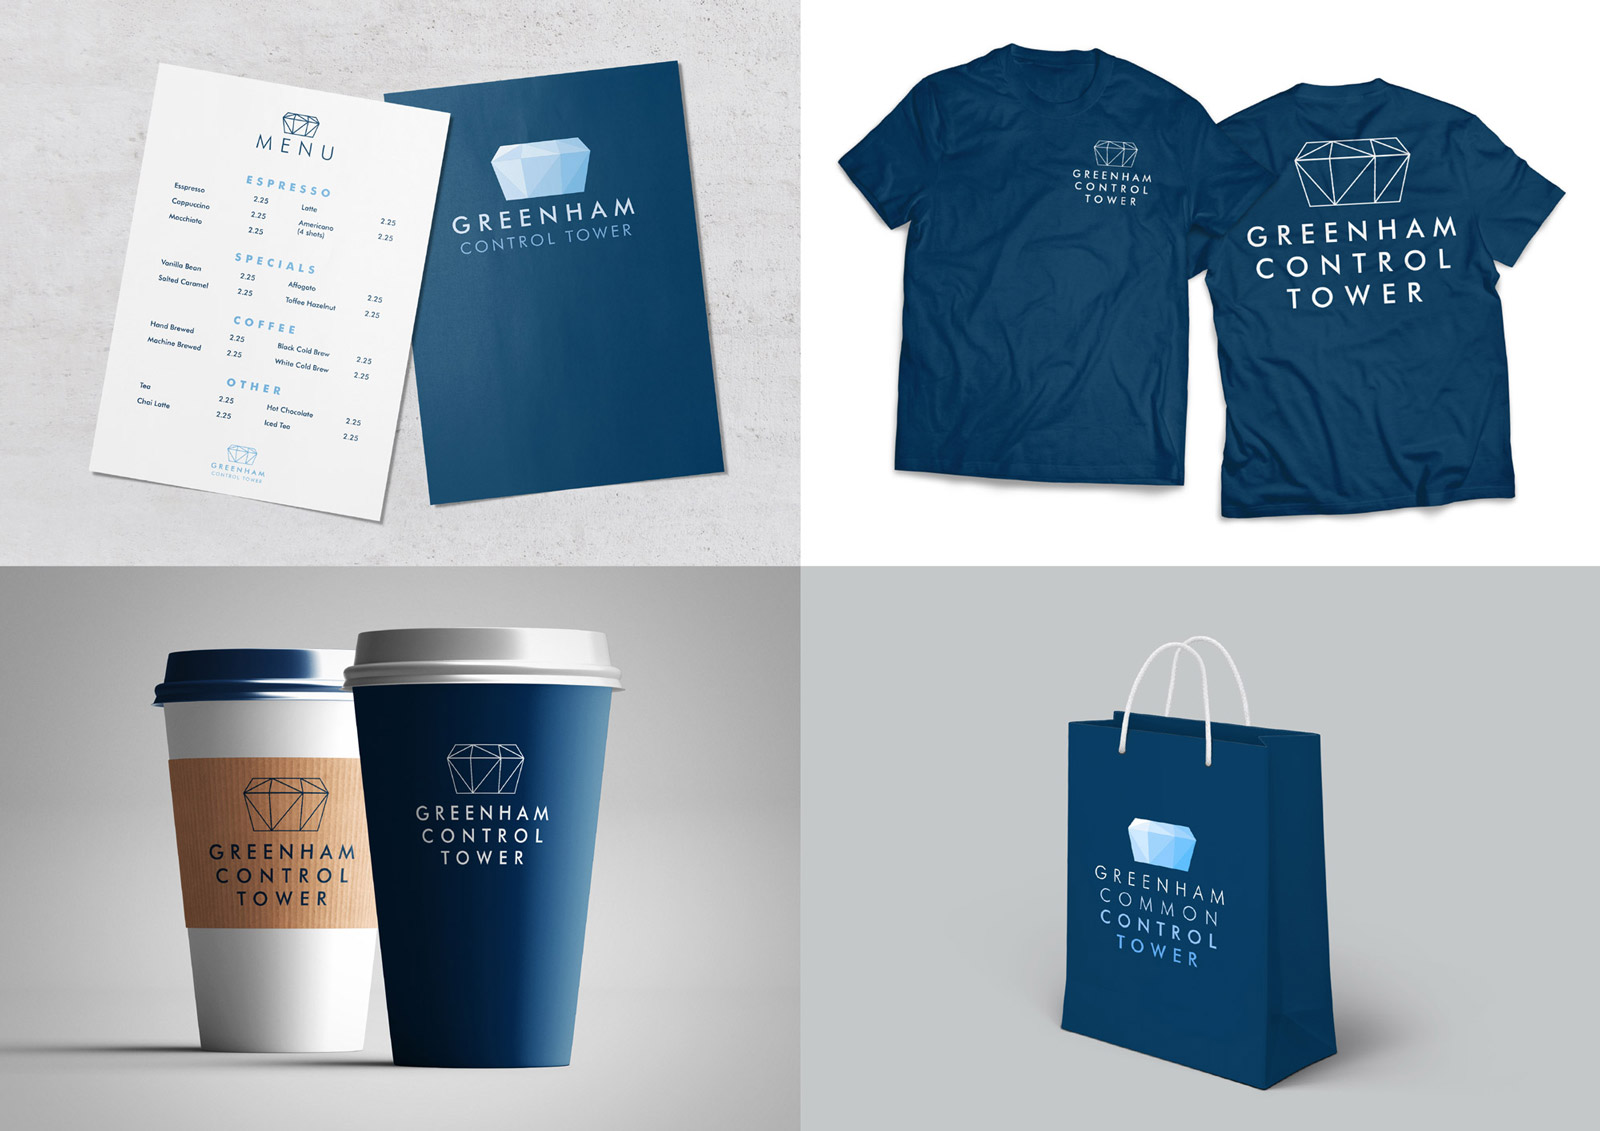 MENU
ESPRESSO
Esspresso 2.25 Latte 2.25
Cappuccino 2.25 Americano 2.25
(4 shots)
Macchiato 2.25
SPECIALS
Vanilla Bean 2.25 Affogato 2.25
Salted Caramel 2.25 Toffee Hazelnut 2.25
COFFEE
Hand Brewed 2.25 Black Cold Brew 2.25
Machine Brewed 2.25 White Cold Brew 2.25
OTHER
Tea 2.25 Hot Chocolate 2.25
Chai Latte 2.25 Iced Tea 2.25
GREENHAM
CONTROL TOWER
GREENHAM
CONTROL TOWER
GREENHAM
CONTROL
TOWER
GREENHAM
CONTROL
TOWER
GREENHAM
CONTROL
TOWER
GREENHAM
CONTROL
TOWER
GREENHAM
COMMON
CONTROL
TOWER